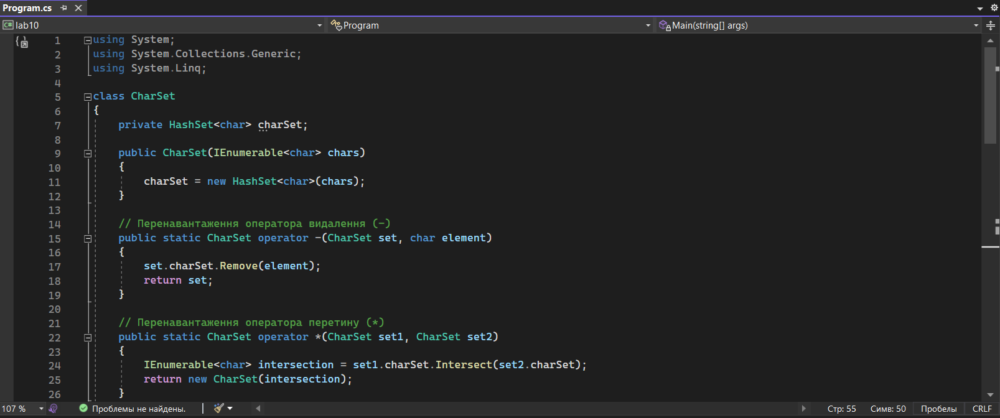 Program.cs
lab10 Program Main(string[] args)
1 using System;
2 using System.Collections.Generic;
3 using System.Linq;
4
5 class CharSet
6 {
7 private HashSet<char> charSet;
8
9 public CharSet(IEnumerable<char> chars)
10 {
11 charSet = new HashSet<char>(chars);
12 }
13
14 // Перенавантаження оператора видалення (-)
15 public static CharSet operator -(CharSet set, char element)
16 {
17 set.charSet.Remove(element);
18 return set;
19 }
20
21 // Перенавантаження оператора перетину (*)
22 public static CharSet operator *(CharSet set1, CharSet set2)
23 {
24 IEnumerable<char> intersection = set1.charSet.Intersect(set2.charSet);
25 return new CharSet(intersection);
26 }
107 % Проблемы не найдены. Стр: 55 Симв: 50 Пробелы CRLF